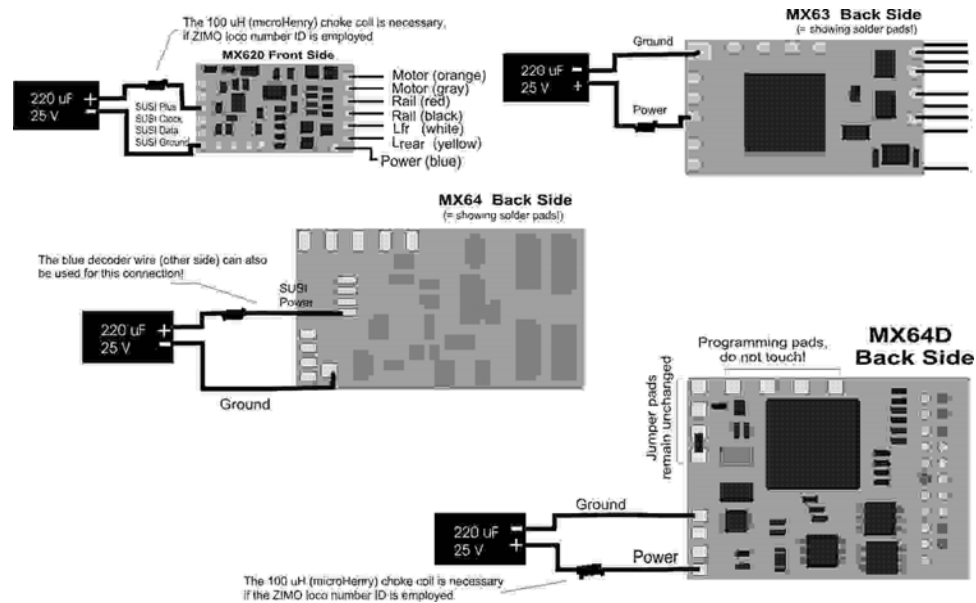 The 100 uH (microHenry) choke coil is necessary,
if ZIMO loco number ID is employed
MX620 Front Side
220 uF +
25 V
SUSI Plus
SUSI Clock
SUSI Data
SUSI Ground
Motor (orange)
Motor (gray)
Rail (red)
Rail (black)
Lfr (white)
Lrear (yellow)
Power (blue)
MX63 Back Side
(= showing solder pads!)
Ground
220 uF −
25 V +
Power
MX64 Back Side
(= showing solder pads!)
The blue decoder wire (other side) can also
be used for this connection!
SUSI
Power
220 uF +
25 V −
Ground
MX64D
Back Side
Programming pads,
do not touch!
Jumper pads
remain unchanged
Ground
220 uF −
25 V +
Power
The 100 uH (microHenry) choke coil is necessary
if the ZIMO loco number ID is employed.